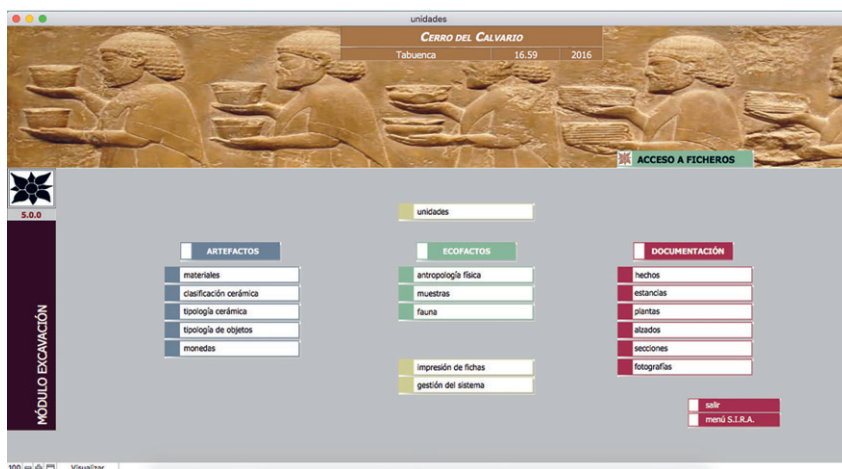 unidades
CERRO DEL CALVARIO
Tabuenca 16.59 2016
ACCESO A FICHEROS
5.0.0
MÓDULO EXCAVACIÓN
unidades
ARTEFACTOS
materiales
clasificación cerámica
tipología cerámica
tipología de objetos
monedas
ECOFACTOS
antropología física
muestras
fauna
impresión de fichas
gestión del sistema
DOCUMENTACIÓN
hechos
estancias
plantas
alzados
secciones
fotografías
salir
menú S.I.R.A.
100 Visualizar